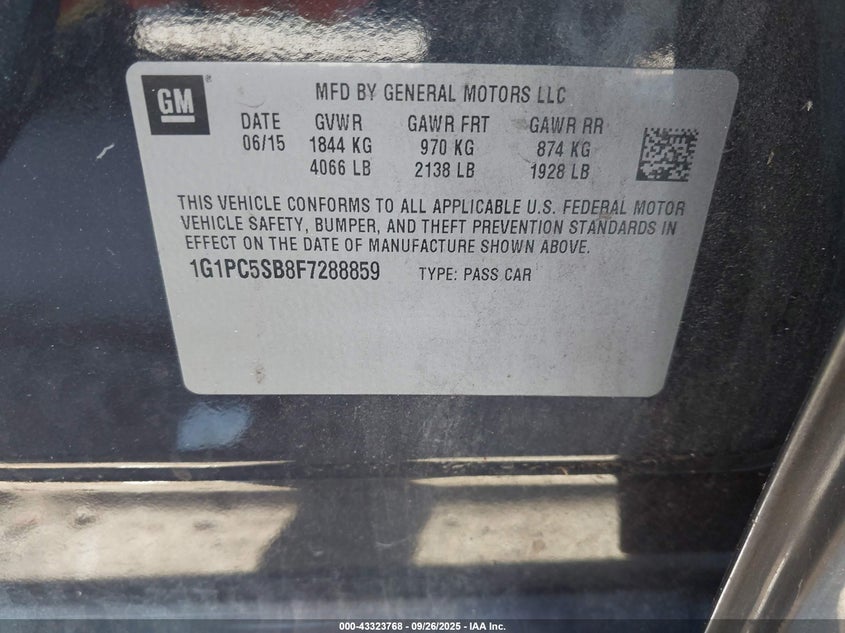 GM
MFD BY GENERAL MOTORS LLC
DATE GVWR GAWR FRT GAWR RR
06/15 1844 KG 970 KG 874 KG
4066 LB 2138 LB 1928 LB
THIS VEHICLE CONFORMS TO ALL APPLICABLE U.S. FEDERAL MOTOR
VEHICLE SAFETY, BUMPER, AND THEFT PREVENTION STANDARDS IN
EFFECT ON THE DATE OF MANUFACTURE SHOWN ABOVE.
1G1PC5SB8F7288859 TYPE: PASS CAR
000-43323768 - 09/26/2025 - IAA Inc.